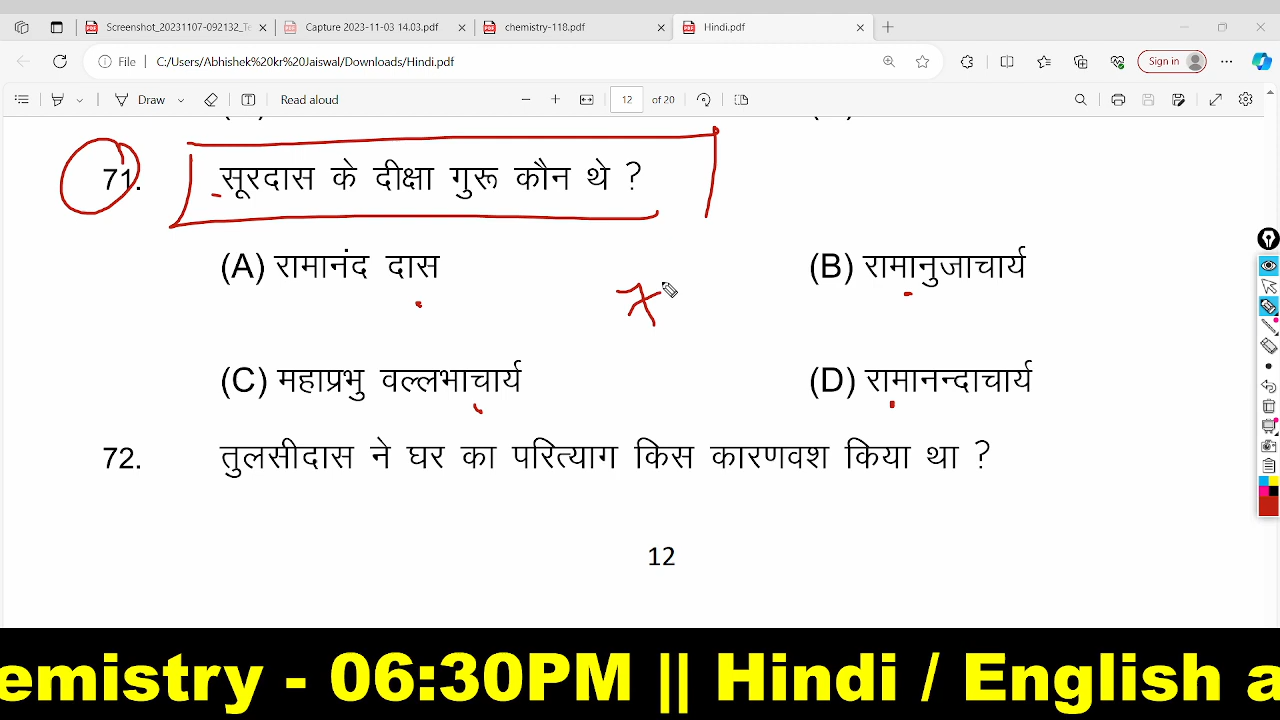 Screenshot_20231107-092132_Te
Capture 2023-11-03 14.03.pdf
chemistry-118.pdf
Hindi.pdf
File C:/Users/Abhishek%20kr%20Jaiswal/Downloads/Hindi.pdf
Sign in
Draw
Read aloud
12 of 20
71. सूरदास के दीक्षा गुरू कौन थे ?
(A) रामानंद दास (B) रामानुजाचार्य
(C) महाप्रभु वल्लभाचार्य (D) रामानन्दाचार्य
72. तुलसीदास ने घर का परित्याग किस कारणवश किया था ?
12
emistry - 06:30PM || Hindi / English a